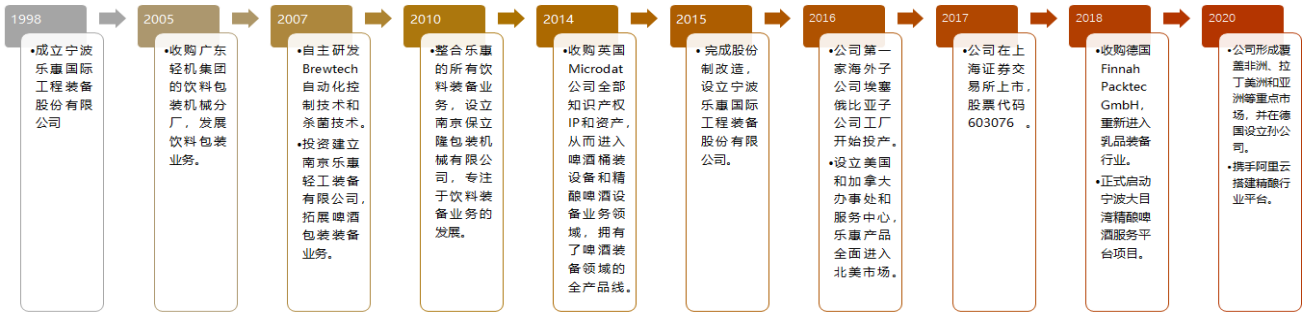 1998
•成立宁波
乐惠国际
工程装备
股份有限
公司
2005
•收购广东
轻机集团
的饮料包
装机械分
厂，发展
饮料包装
业务。
2007
•自主研发
Brewtech
自动化控
制技术和
杀菌技术。
•投资建立
南京乐惠
轻工装备
有限公司，
拓展啤酒
包装装备
业务。
2010
•整合乐惠
的所有饮
料装备业
务，设立
南京保立
隆包装机
械有限公
司，专注
于饮料装
备业务的
发展。
2014
•收购英国
Microdat
公司全部
知识产权
IP和资产，
从而进入
啤酒桶装
设备和精
酿啤酒设
备业务领
域，拥有
了啤酒装
备领域的
全产品线。
2015
•完成股份
制改造，
设立宁波
乐惠国际
工程装备
股份有限
公司。
2016
•公司第一
家海外子
公司埃塞
俄比亚子
公司工厂
开始投产。
•设立美国
和加拿大
办事处和
服务中心，
乐惠产品
全面进入
北美市场。
2017
•公司在上
海证券交
易所上市，
股票代码
603076。
2018
•收购德国
Finnah
Packtec
GmbH，
重新进入
乳品装备
行业。
•正式启动
宁波大目
湾精酿啤
酒服务平
台项目。
2020
•公司形成覆
盖非洲、拉
丁美洲和亚
洲等重点市
场，并在德
国设立孙公
司。
•携手阿里云
搭建精酿行
业平台。